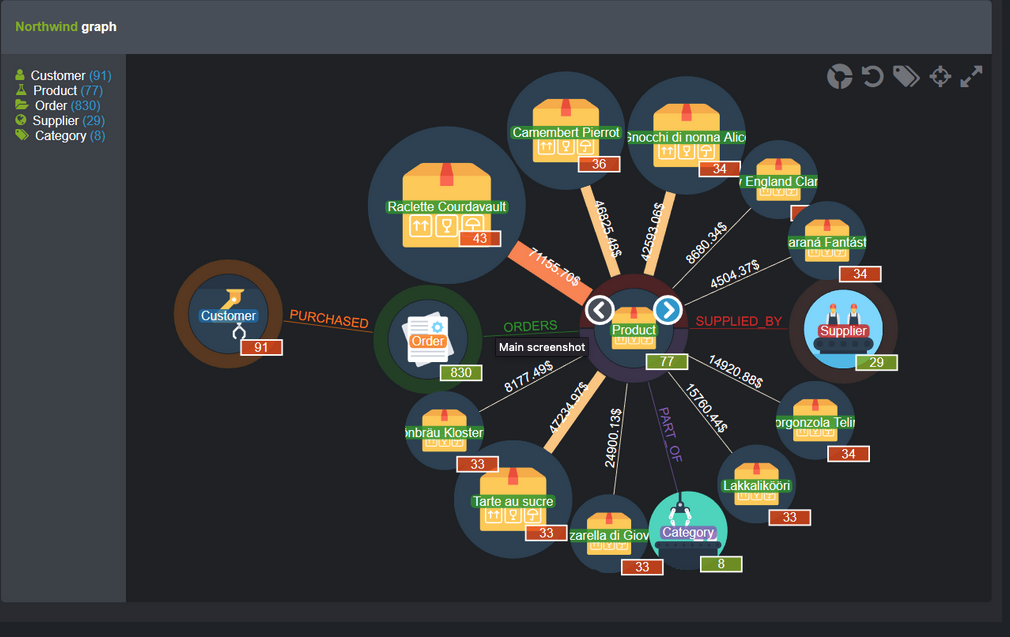 Northwind graph
Customer (91)
Product (77)
Order (830)
Supplier (29)
Category (8)
Camembert Pierrot
36
Gnocchi di nonna Alic
34
England Clar
Raclette Courdavault
43
araná Fantást
34
46825.48$
42593.06$
8680.34$
4504.37$
71155.70$
Customer
91
PURCHASED
Order
830
ORDERS
Main screenshot
Product
77
SUPPLIED_BY
Supplier
29
8177.49$
14920.88$
15760.44$
47234.97$
24900.13$
PART_OF
onbräu Kloster
33
orgonzola Telir
34
Tarte au sucre
33
Lakkalikööri
33
zarella di Giov
33
Category
8